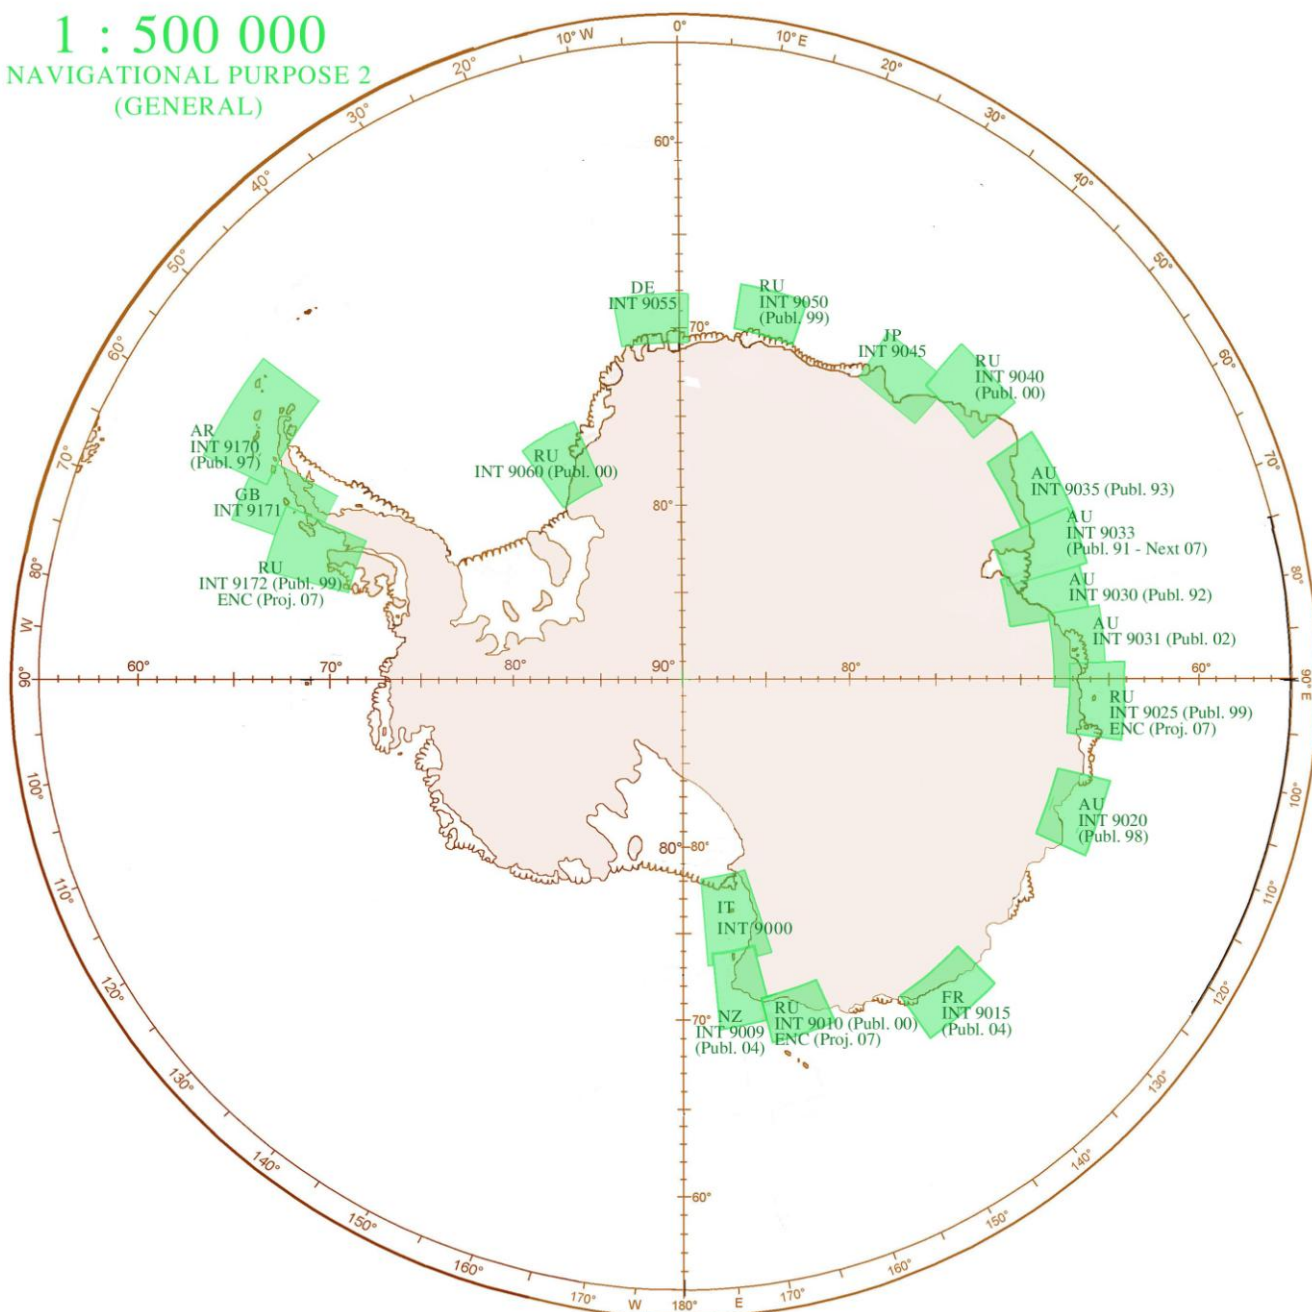 1 : 500 000
NAVIGATIONAL PURPOSE 2
(GENERAL)
10° W
0°
10° E
20°
20°
30°
30°
40°
40°
50°
50°
60°
60°
70°
70°
80°
80°
W
90°
90°
E
100°
100°
110°
110°
120°
120°
130°
130°
140°
140°
150°
150°
160°
160°
170°
W
180°
E
170°
60°
70°
80°
60°
70°
80°
90°
80°
60°
80°
80°
70°
60°
DE
INT 9055
RU
INT 9050
(Publ. 99)
JP
INT 9045
RU
INT 9040
(Publ. 00)
AR
INT 9170
(Publ. 97)
GB
INT 9171
RU
INT 9172 (Publ. 99)
ENC (Proj. 07)
RU
INT 9060 (Publ. 00)
AU
INT 9035 (Publ. 93)
AU
INT 9033
(Publ. 91 - Next 07)
AU
INT 9030 (Publ. 92)
AU
INT 9031 (Publ. 02)
RU
INT 9025 (Publ. 99)
ENC (Proj. 07)
AU
INT 9020
(Publ. 98)
IT
INT 9000
NZ
INT 9009
(Publ. 04)
RU
INT 9010 (Publ. 00)
ENC (Proj. 07)
FR
INT 9015
(Publ. 04)